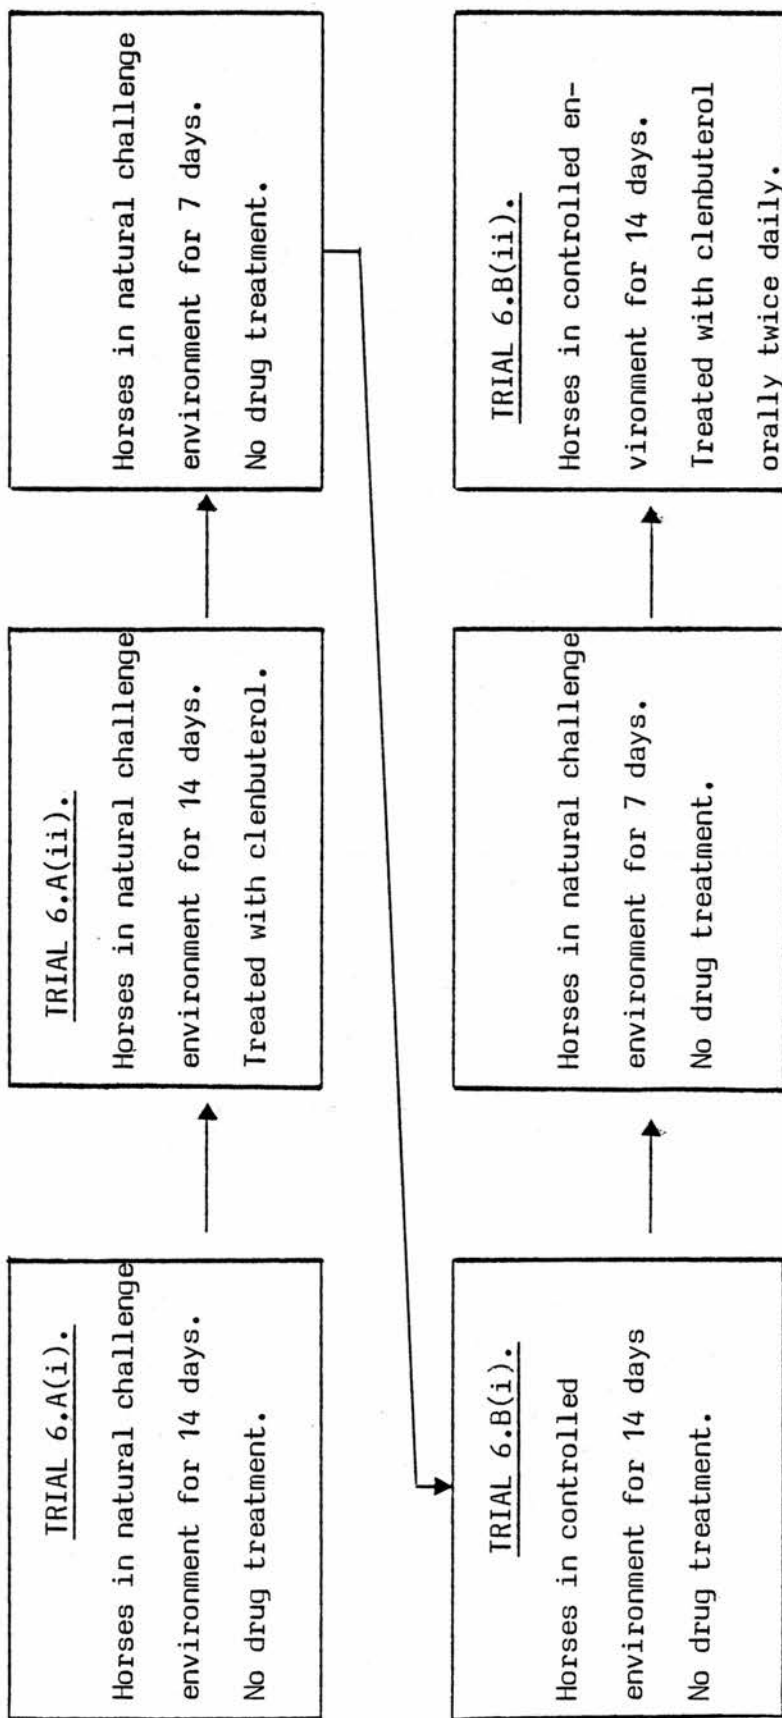 TRIAL 6.A(i).
Horses in natural challenge
environment for 14 days.
No drug treatment.
TRIAL 6.A(ii).
Horses in natural challenge
environment for 14 days.
Treated with clenbuterol.
Horses in natural challenge
environment for 7 days.
No drug treatment.
TRIAL 6.B(i).
Horses in controlled
environment for 14 days
No drug treatment.
Horses in natural challenge
environment for 7 days.
No drug treatment.
TRIAL 6.B(ii).
Horses in controlled en-
vironment for 14 days.
Treated with clenbuterol
orally twice daily.